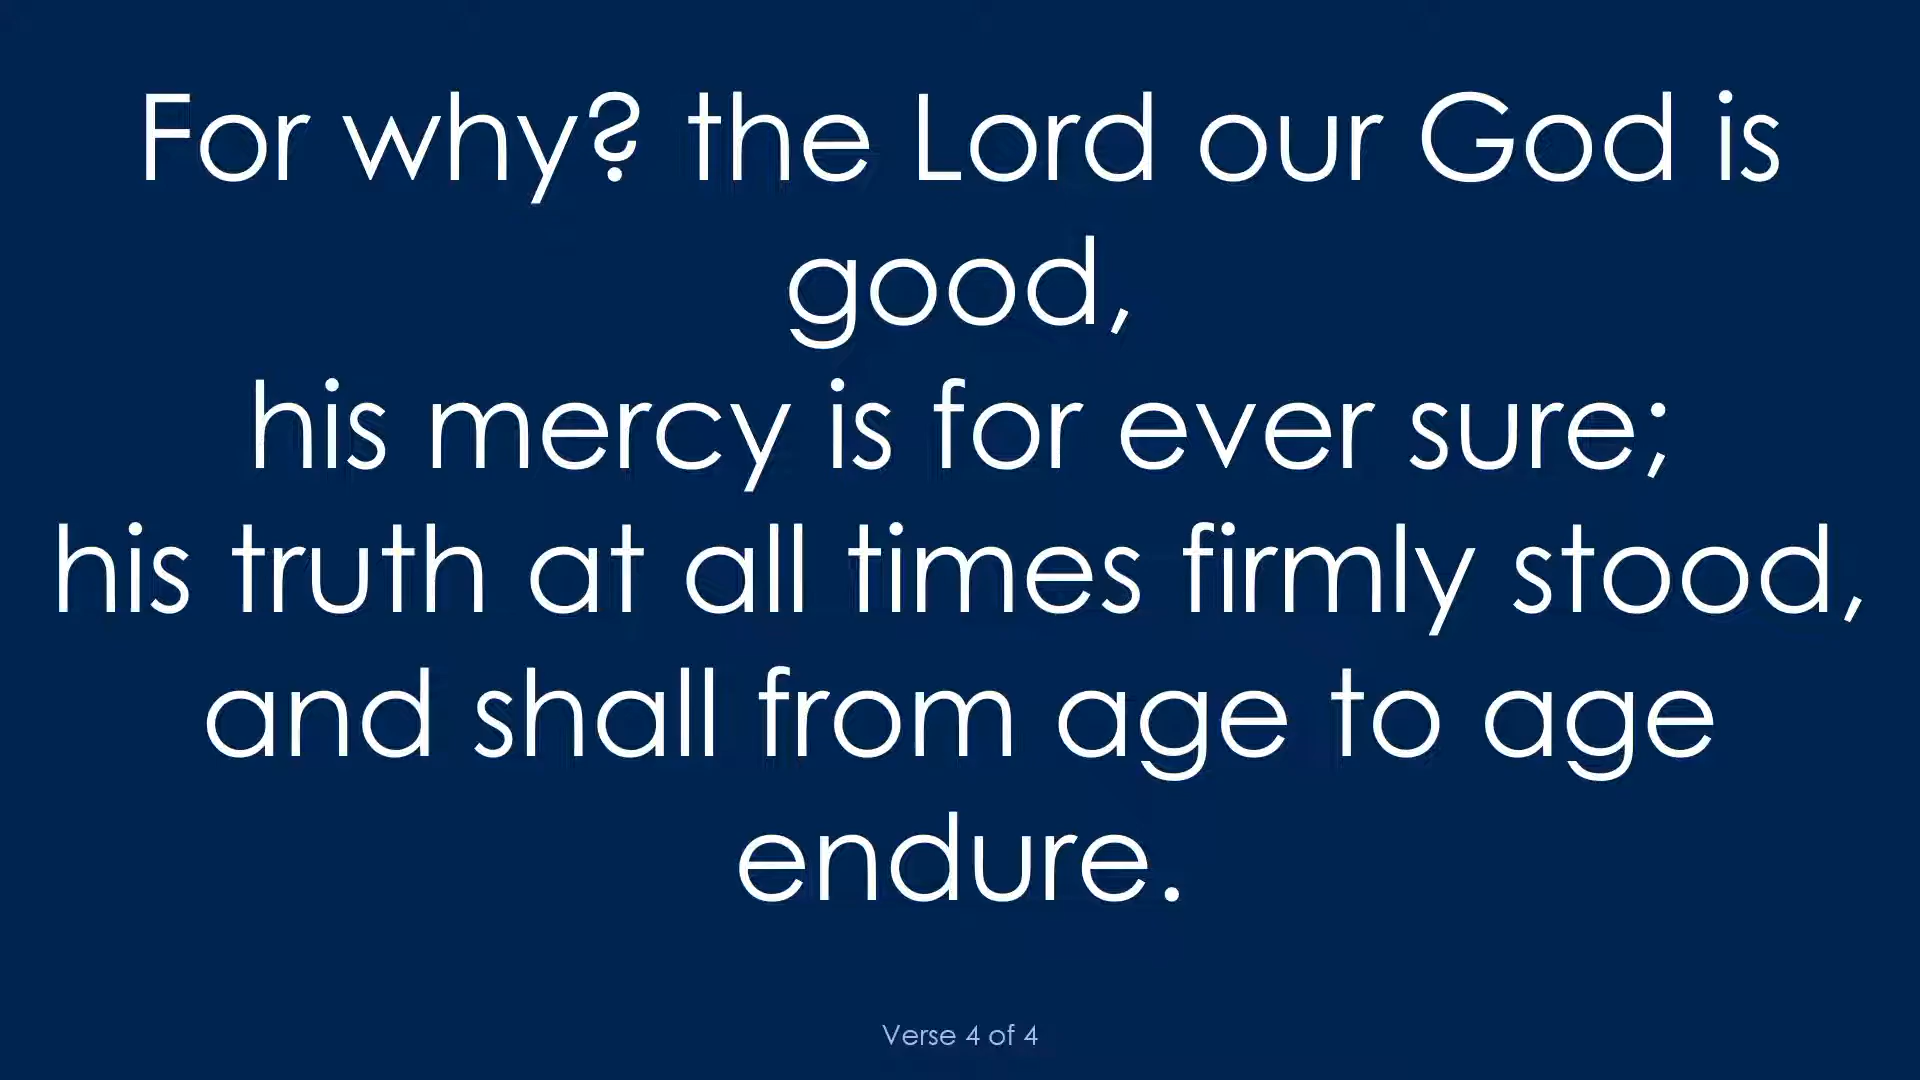 For why? the Lord our God is
good,
his mercy is for ever sure;
his truth at all times firmly stood,
and shall from age to age
endure.
Verse 4 of 4